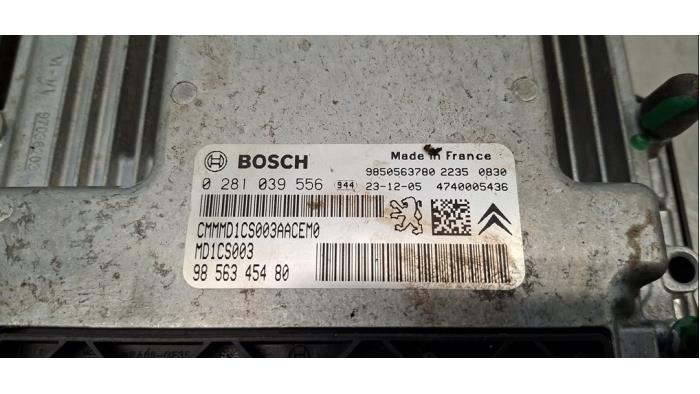 BOSCH
Made in France
9850563780 2235 0830
0 281 039 556 944 23-12-05 4740005436
CMMMD1CS003AACEM0
MD1CS003
98 563 454 80